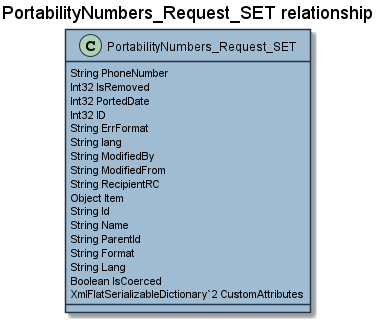 PortabilityNumbers_Request_SET relationship
C PortabilityNumbers_Request_SET
String PhoneNumber
Int32 IsRemoved
Int32 PortedDate
Int32 ID
String ErrFormat
String lang
String ModifiedBy
String ModifiedFrom
String RecipientRC
Object Item
String Id
String Name
String ParentId
String Format
String Lang
Boolean IsCoerced
XmlFlatSerializableDictionary`2 CustomAttributes